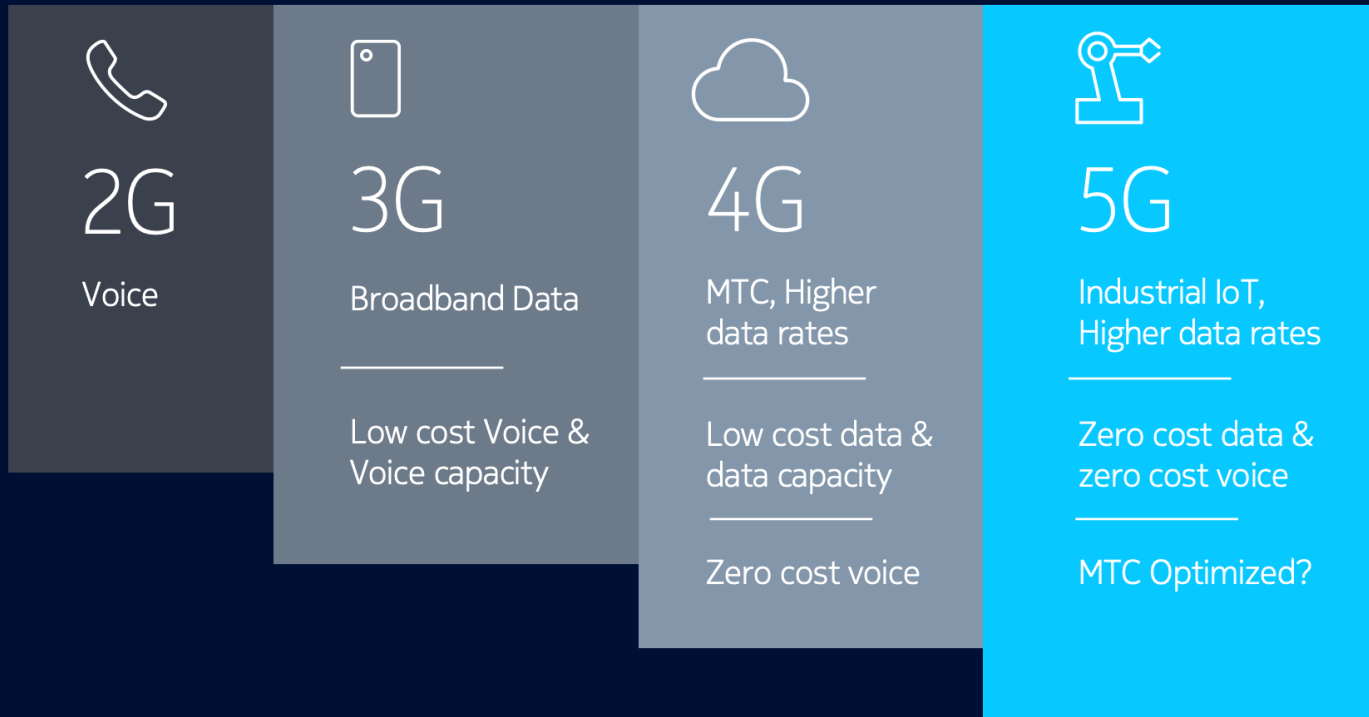 2G
Voice
3G
Broadband Data
Low cost Voice &
Voice capacity
4G
MTC, Higher
data rates
Low cost data &
data capacity
Zero cost voice
5G
Industrial IoT,
Higher data rates
Zero cost data &
zero cost voice
MTC Optimized?